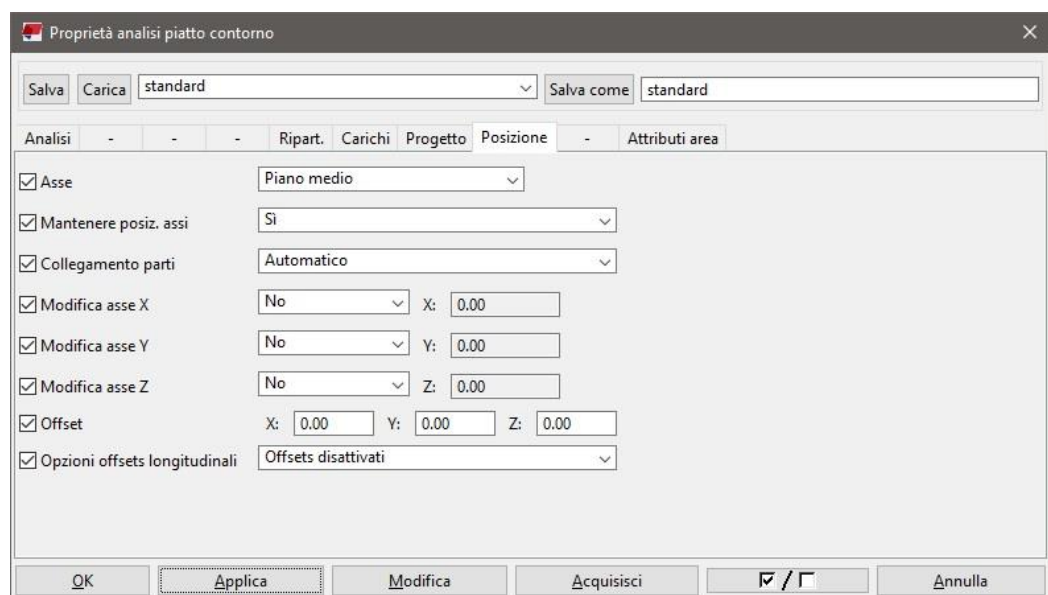 Proprietà analisi piatto contorno
Salva Carica standard Salva come standard
Analisi - - - Ripart. Carichi Progetto Posizione - Attributi area
Asse Piano medio
Mantenere posiz. assi Sì
Collegamento parti Automatico
Modifica asse X No X: 0.00
Modifica asse Y No Y: 0.00
Modifica asse Z No Z: 0.00
Offset X: 0.00 Y: 0.00 Z: 0.00
Opzioni offsets longitudinali Offsets disattivati
OK Applica Modifica Acquisisci / Annulla